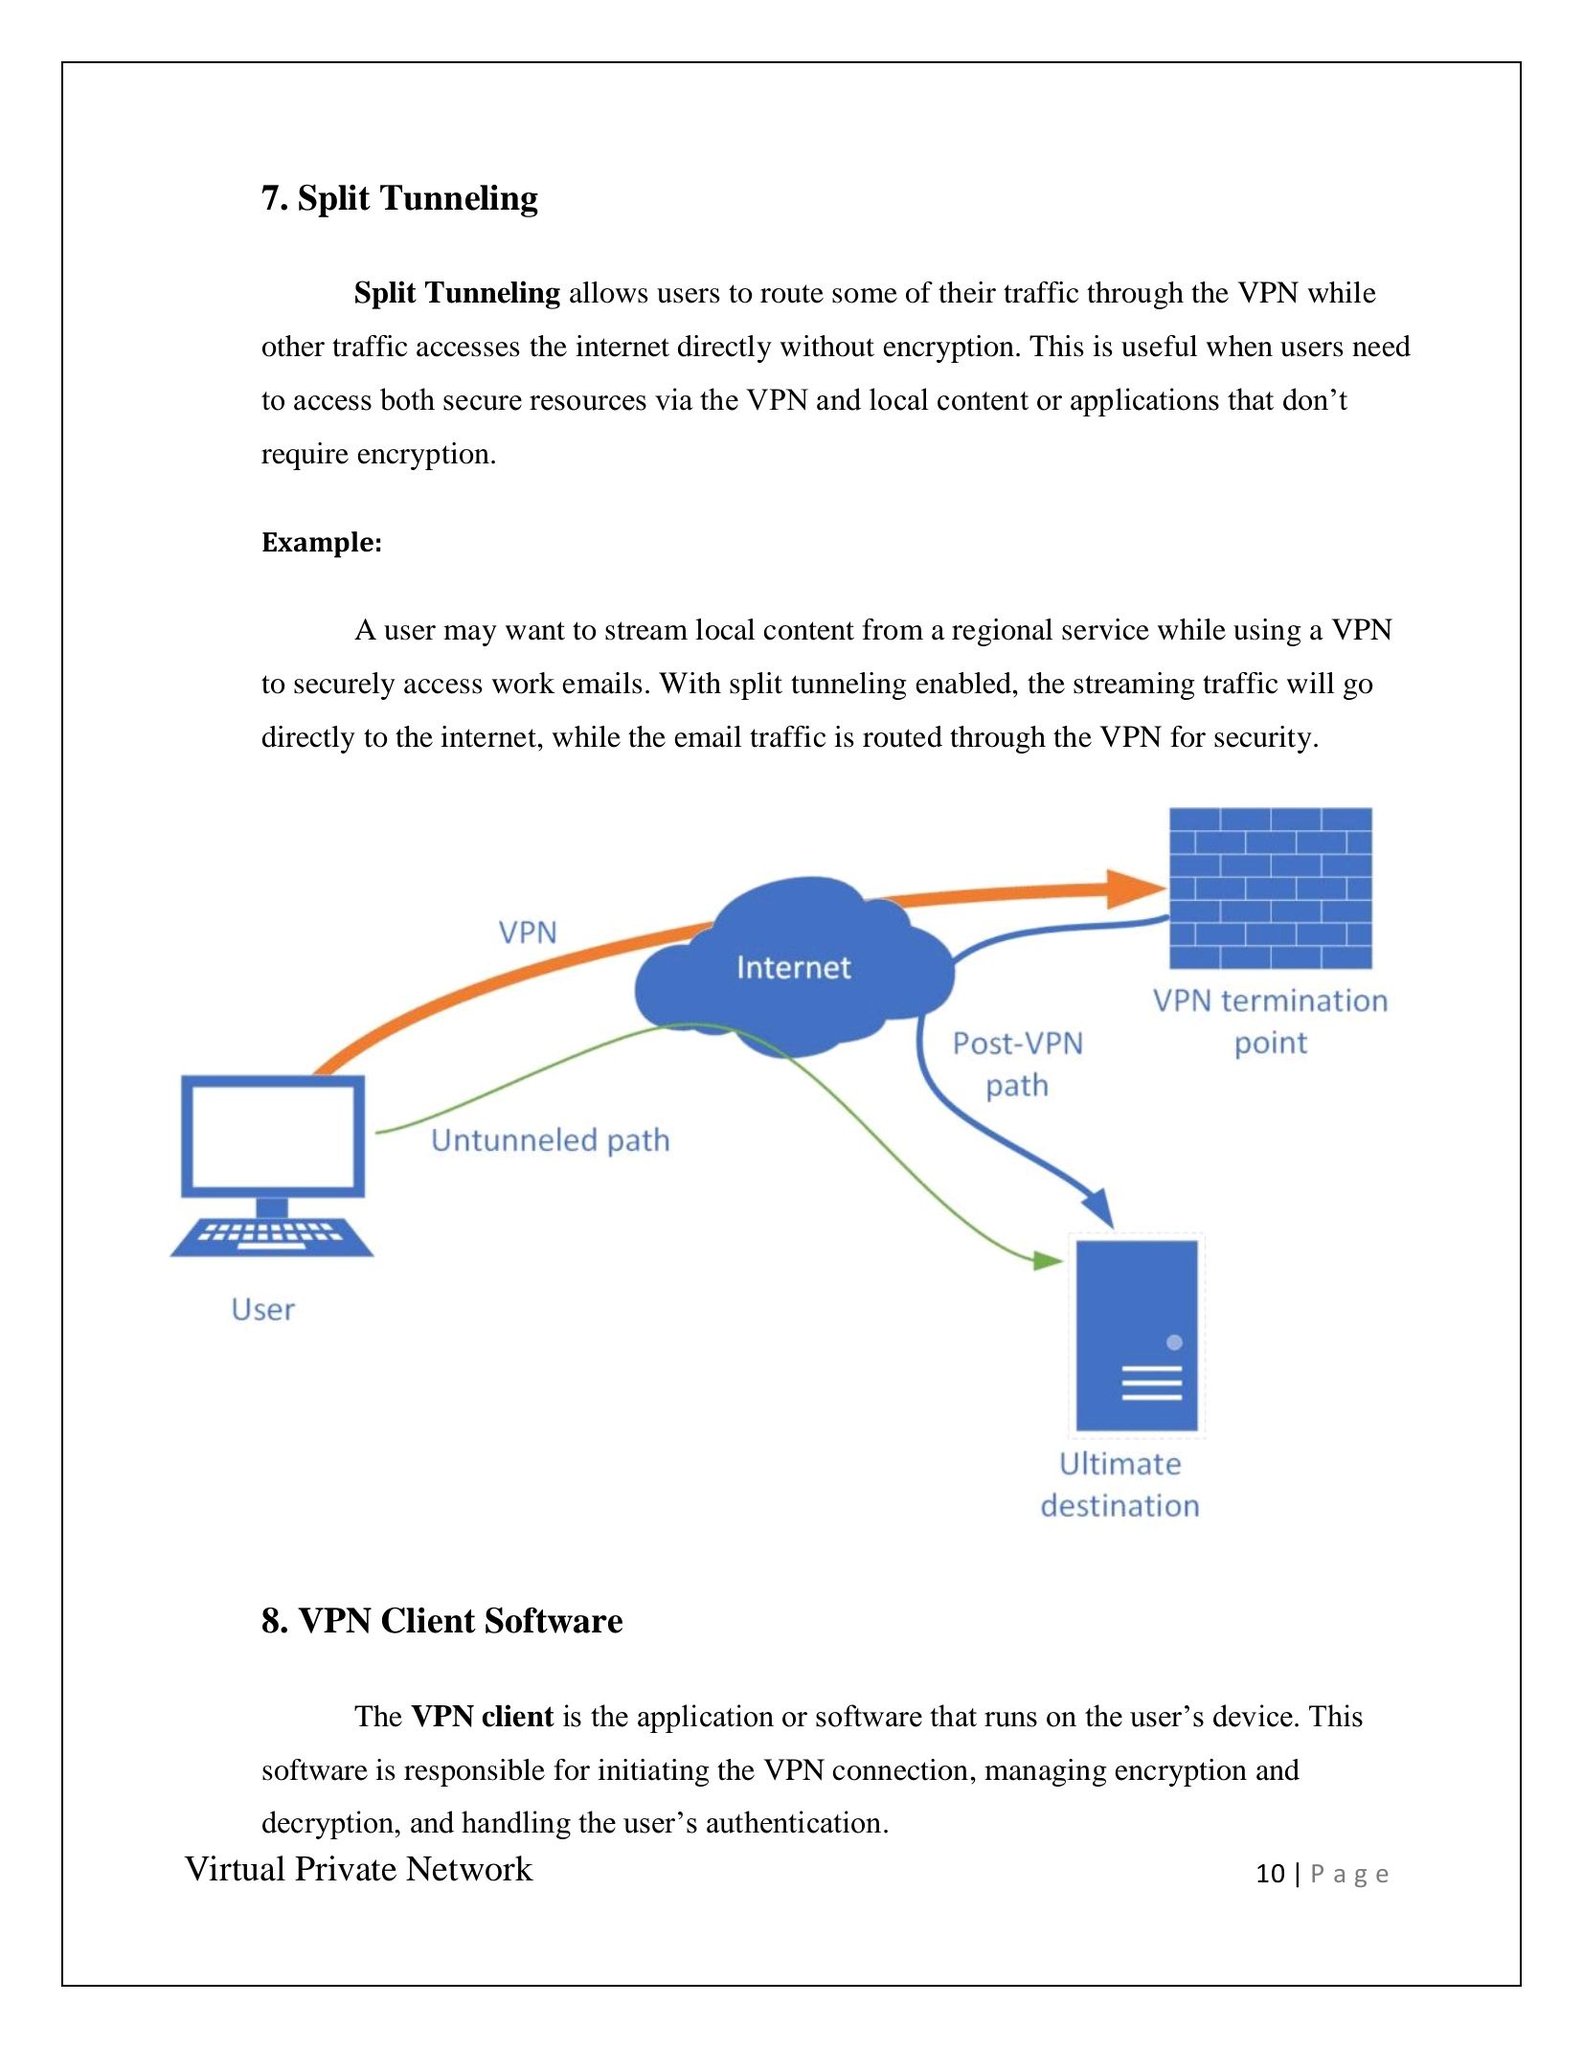 7. Split Tunneling
Split Tunneling allows users to route some of their traffic through the VPN while
other traffic accesses the internet directly without encryption. This is useful when users need
to access both secure resources via the VPN and local content or applications that don’t
require encryption.
Example:
A user may want to stream local content from a regional service while using a VPN
to securely access work emails. With split tunneling enabled, the streaming traffic will go
directly to the internet, while the email traffic is routed through the VPN for security.
VPN
Internet
VPN termination
point
Post-VPN
path
Untunneled path
User
Ultimate
destination
8. VPN Client Software
The VPN client is the application or software that runs on the user’s device. This
software is responsible for initiating the VPN connection, managing encryption and
decryption, and handling the user’s authentication.
Virtual Private Network
10 | P a g e